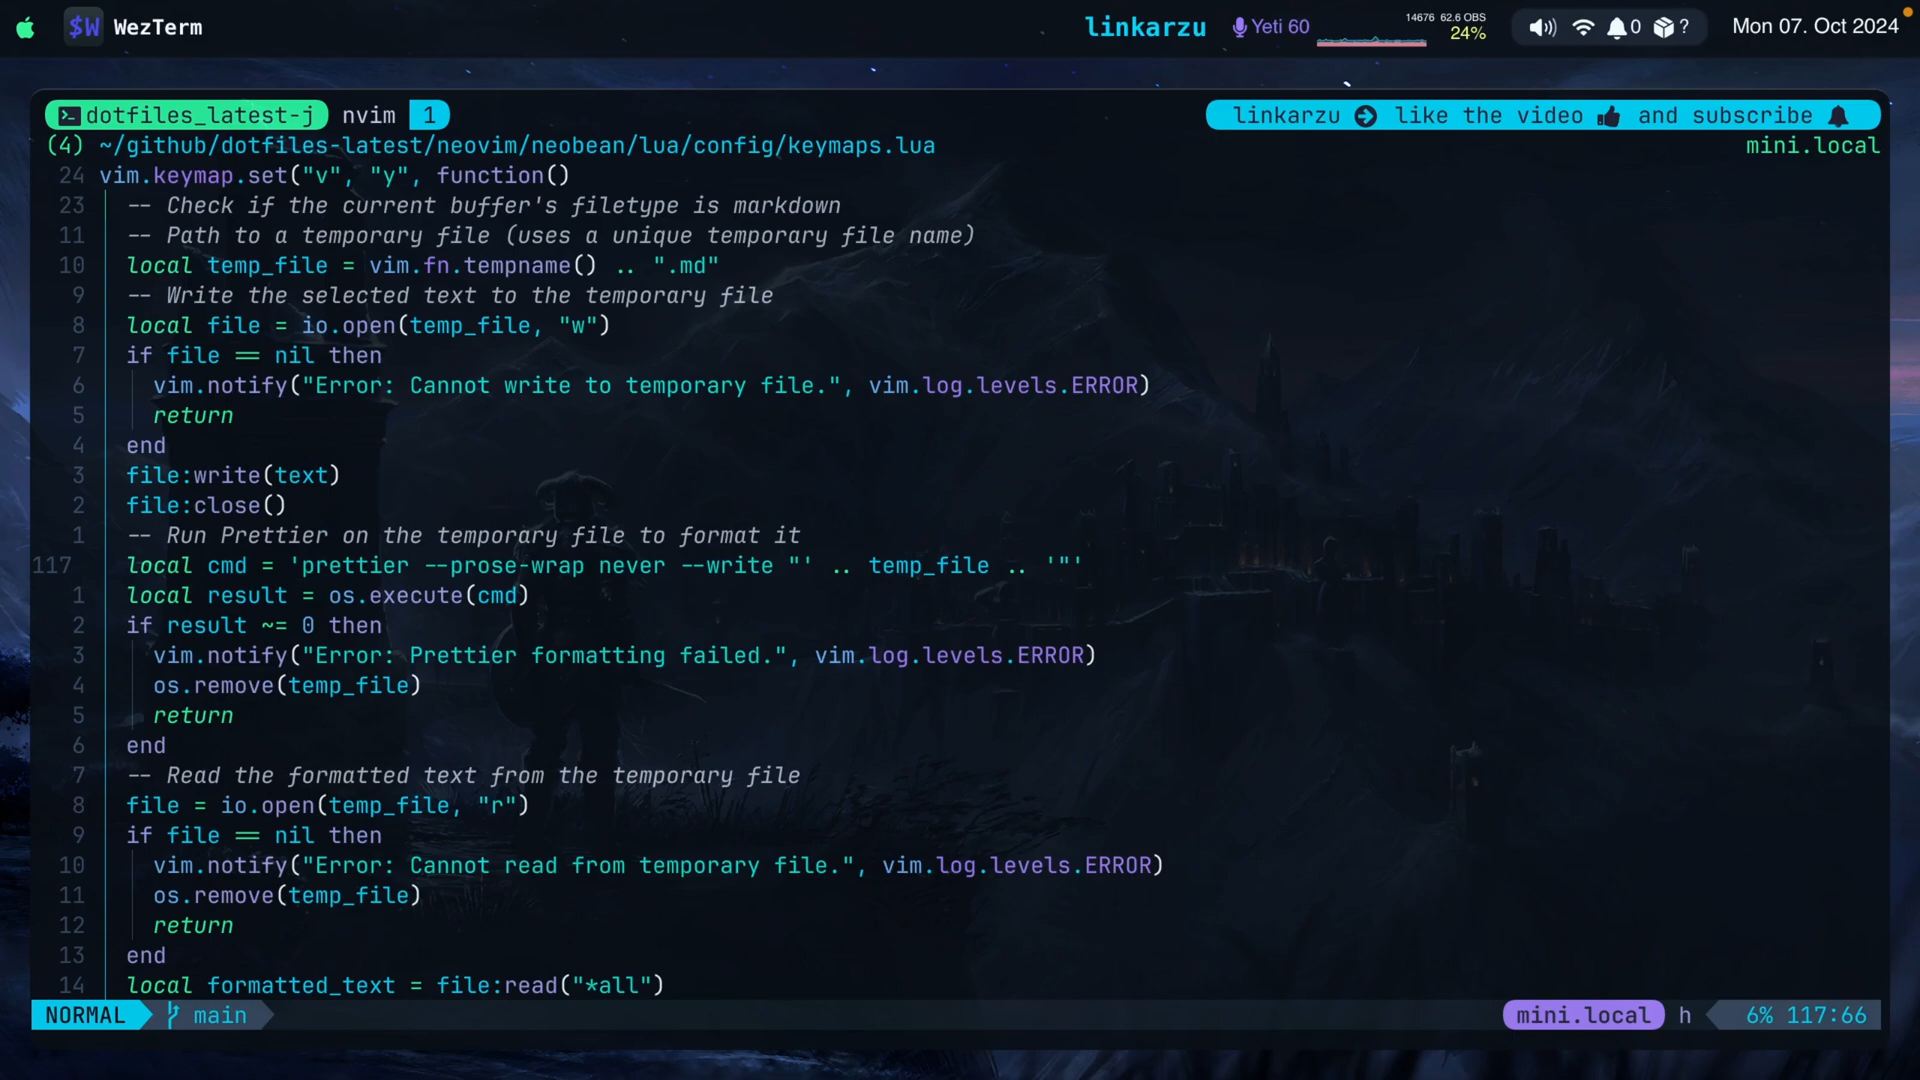 $W WezTerm linkarzu Yeti 60 14676 62.6 OBS 24% 0 ? Mon 07. Oct 2024
dotfiles_latest-j nvim 1 linkarzu like the video and subscribe
(4) ~/github/dotfiles-latest/neovim/neobean/lua/config/keymaps.lua mini.local
24 vim.keymap.set("v", "y", function()
23 -- Check if the current buffer's filetype is markdown
11 -- Path to a temporary file (uses a unique temporary file name)
10 local temp_file = vim.fn.tempname() .. ".md"
9 -- Write the selected text to the temporary file
8 local file = io.open(temp_file, "w")
7 if file == nil then
6 vim.notify("Error: Cannot write to temporary file.", vim.log.levels.ERROR)
5 return
4 end
3 file:write(text)
2 file:close()
1 -- Run Prettier on the temporary file to format it
117 local cmd = 'prettier --prose-wrap never --write "' .. temp_file .. '"'
1 local result = os.execute(cmd)
2 if result ~= 0 then
3 vim.notify("Error: Prettier formatting failed.", vim.log.levels.ERROR)
4 os.remove(temp_file)
5 return
6 end
7 -- Read the formatted text from the temporary file
8 file = io.open(temp_file, "r")
9 if file == nil then
10 vim.notify("Error: Cannot read from temporary file.", vim.log.levels.ERROR)
11 os.remove(temp_file)
12 return
13 end
14 local formatted_text = file:read("*all")
NORMAL main mini.local h 6% 117:66